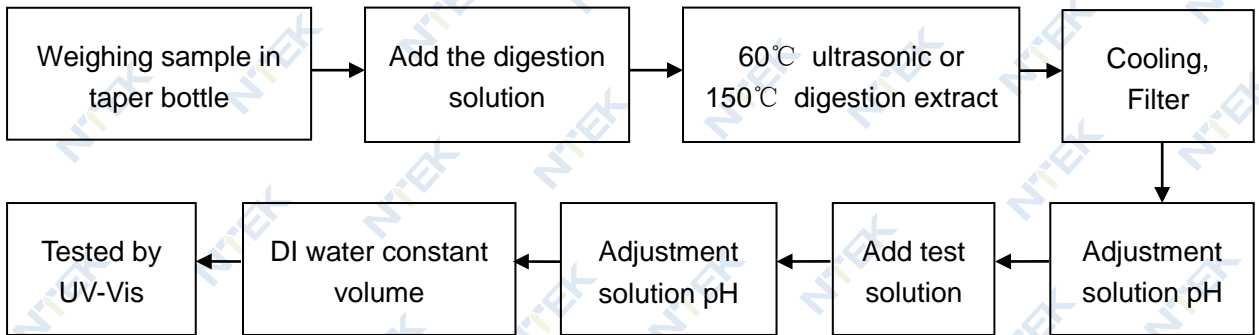 Weighing sample in
taper bottle
Add the digestion
solution
60℃ ultrasonic or
150℃ digestion extract
Cooling,
Filter
Adjustment
solution pH
Add test
solution
Adjustment
solution pH
DI water constant
volume
Tested by
UV-Vis